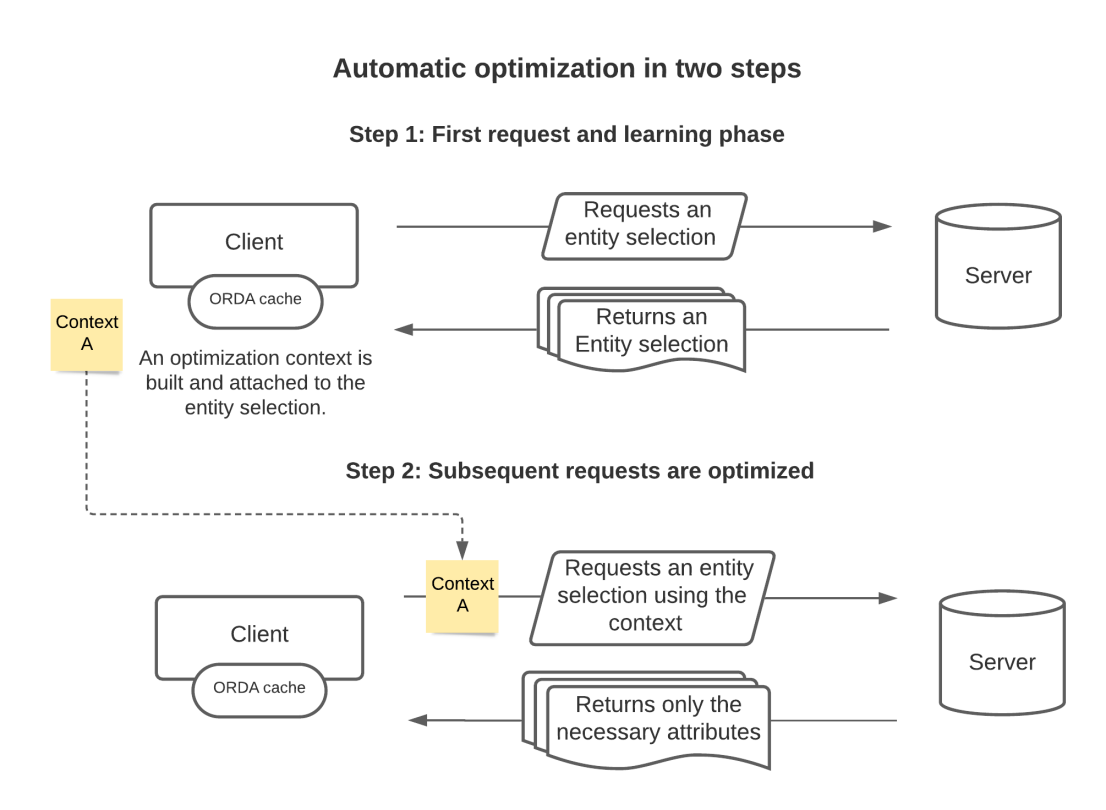 Automatic optimization in two steps
Step 1: First request and learning phase
Client
ORDA cache
Requests an
entity selection
Server
Returns an
Entity selection
Context
A
An optimization context is
built and attached to the
entity selection.
Step 2: Subsequent requests are optimized
Context
A
Requests an entity
selection using the
context
Client
ORDA cache
Server
Returns only the
necessary attributes